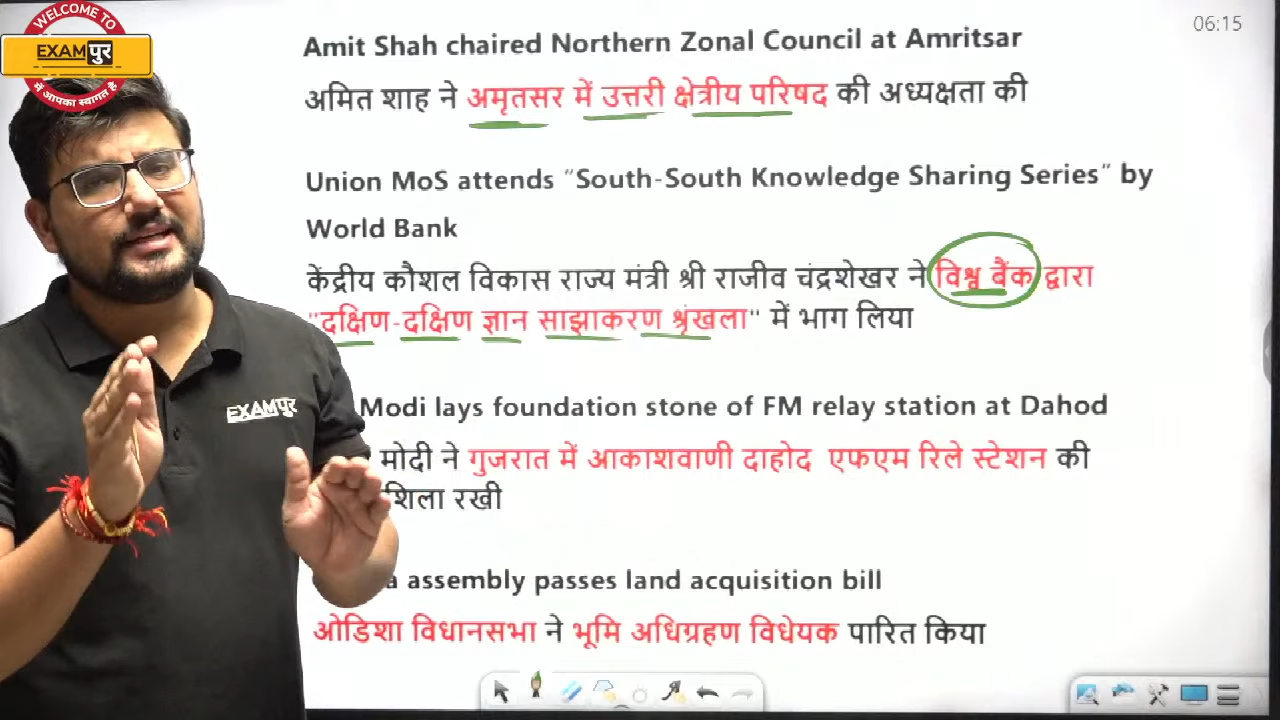 WELCOME TO
EXAMपुर
में आपका स्वागत है
06:15
Amit Shah chaired Northern Zonal Council at Amritsar
अमित शाह ने अमृतसर में उत्तरी क्षेत्रीय परिषद की अध्यक्षता की
Union MoS attends “South-South Knowledge Sharing Series” by
World Bank
केंद्रीय कौशल विकास राज्य मंत्री श्री राजीव चंद्रशेखर ने विश्व बैंक द्वारा
"दक्षिण-दक्षिण ज्ञान साझाकरण श्रृंखला" में भाग लिया
Modi lays foundation stone of FM relay station at Dahod
मोदी ने गुजरात में आकाशवाणी दाहोद एफएम रिले स्टेशन की
शिला रखी
a assembly passes land acquisition bill
ओडिशा विधानसभा ने भूमि अधिग्रहण विधेयक पारित किया
EXAMपुर